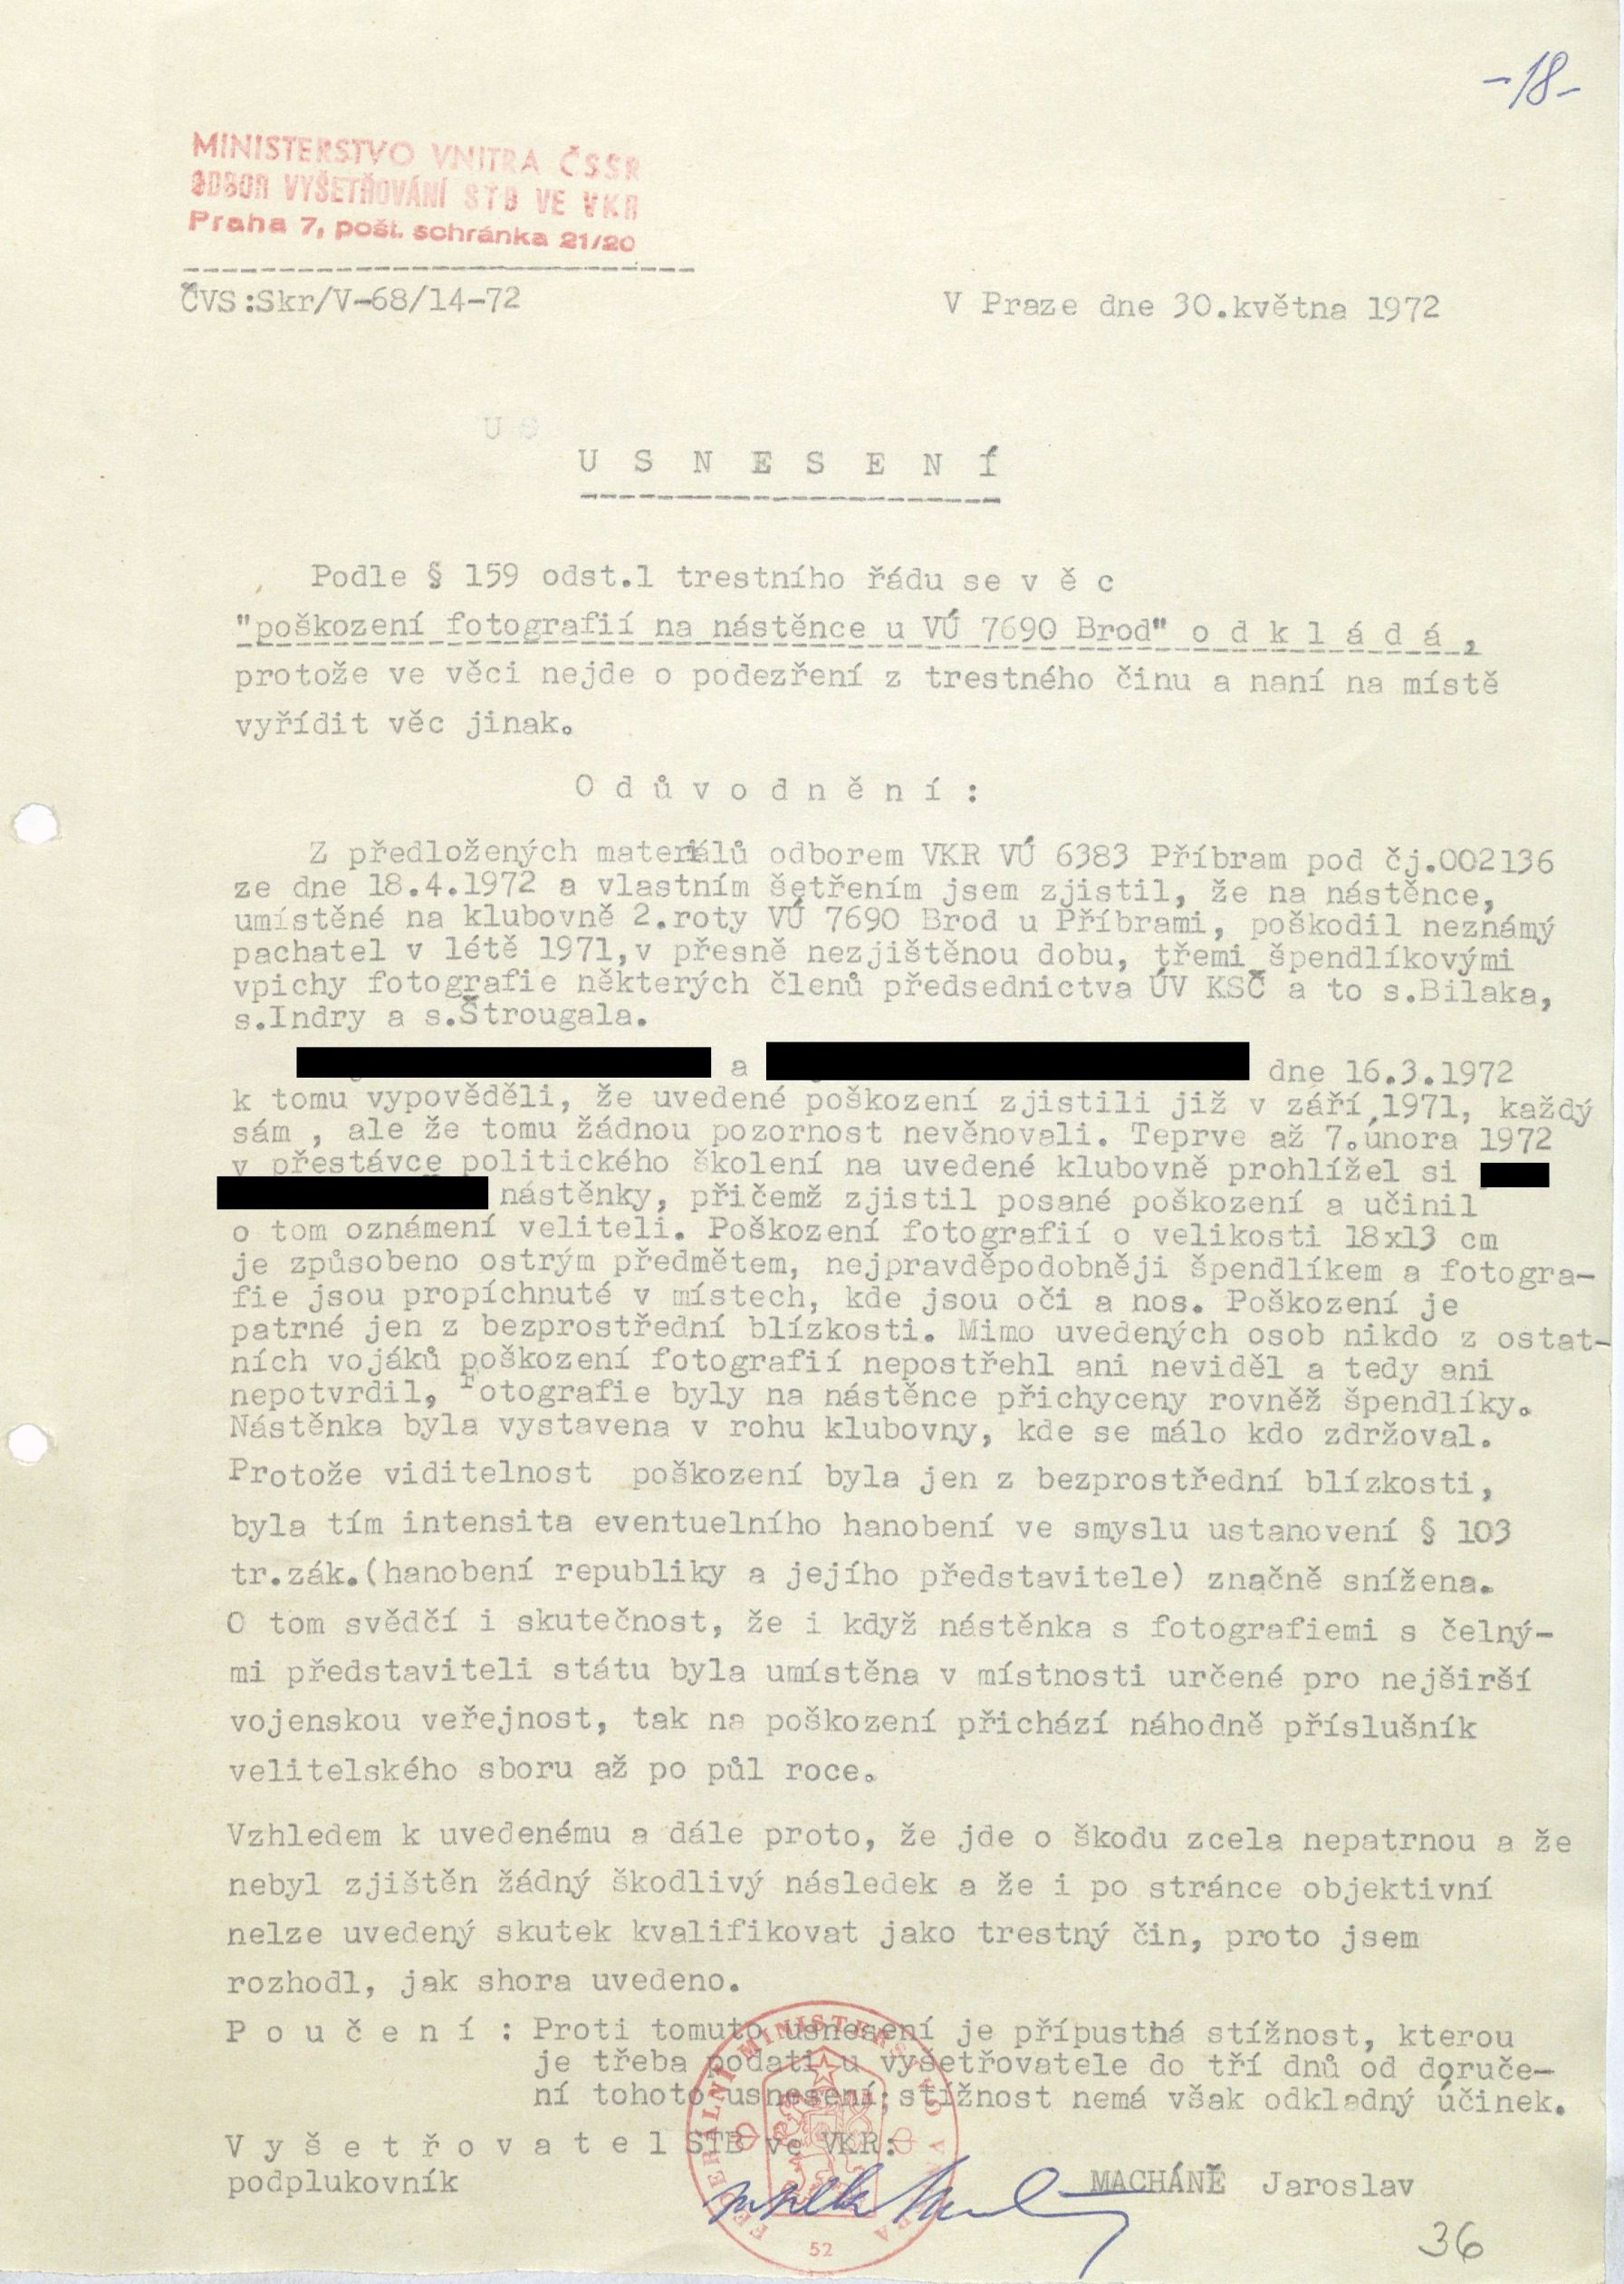 -18-
MINISTERSTVO VNITRA ČSSR
ODBOR VYŠETŘOVÁNÍ STB VE VKR
Praha 7, pošt. schránka 21/20
ČVS:Skr/V-68/14-72
V Praze dne 30.května 1972
U S
U S N E S E N Í
Podle § 159 odst.1 trestního řádu se v ě c
"poškození fotografií na nástěnce u VÚ 7690 Brod" o d k l á d á ,
protože ve věci nejde o podezření z trestného činu a naní na místě
vyřídit věc jinak.
O d ů v o d n ě n í :
Z předložených materiálů odborem VKR VÚ 6383 Příbram pod čj.002136
ze dne 18.4.1972 a vlastním šetřením jsem zjistil, že na nástěnce,
umístěné na klubovně 2.roty VÚ 7690 Brod u Příbrami, poškodil neznámý
pachatel v létě 1971,v přesně nezjištěnou dobu, třemi špendlíkovými
vpichy fotografie některých členů předsednictva ÚV KSČ a to s.Bilaka,
s.Indry a s.Štrougala.
a dne 16.3.1972
k tomu vypověděli, že uvedené poškození zjistili již v září 1971, každý
sám , ale že tomu žádnou pozornost nevěnovali. Teprve až 7.února 1972
v přestávce politického školení na uvedené klubovně prohlížel si
nástěnky, přičemž zjistil posané poškození a učinil
o tom oznámení veliteli. Poškození fotografií o velikosti 18x13 cm
je způsobeno ostrým předmětem, nejpravděpodobněji špendlíkem a fotogra-
fie jsou propíchnuté v místech, kde jsou oči a nos. Poškození je
patrné jen z bezprostřední blízkosti. Mimo uvedených osob nikdo z ostat-
ních vojáků poškození fotografií nepostřehl ani neviděl a tedy ani
nepotvrdil, Fotografie byly na nástěnce přichyceny rovněž špendlíky.
Nástěnka byla vystavena v rohu klubovny, kde se málo kdo zdržoval.
Protože viditelnost poškození byla jen z bezprostřední blízkosti,
byla tím intensita eventuelního hanobení ve smyslu ustanovení § 103
tr.zák.(hanobení republiky a jejího představitele) značně snížena.
O tom svědčí i skutečnost, že i když nástěnka s fotografiemi s čelný-
mi představiteli státu byla umístěna v místnosti určené pro nejširší
vojenskou veřejnost, tak na poškození přichází náhodně příslušník
velitelského sboru až po půl roce.
Vzhledem k uvedenému a dále proto, že jde o škodu zcela nepatrnou a že
nebyl zjištěn žádný škodlivý následek a že i po stránce objektivní
nelze uvedený skutek kvalifikovat jako trestný čin, proto jsem
rozhodl, jak shora uvedeno.
P o u č e n í : Proti tomuto usnesení je přípustná stížnost, kterou
je třeba podati u vyšetřovatele do tří dnů od doruče-
ní tohoto usnesení; stížnost nemá však odkladný účinek.
V y š e t ř o v a t e l STB ve VKR:
podplukovník
MACHÁNĚ Jaroslav
FEDERÁLNÍ MINISTERSTVO VNITRA
52
36